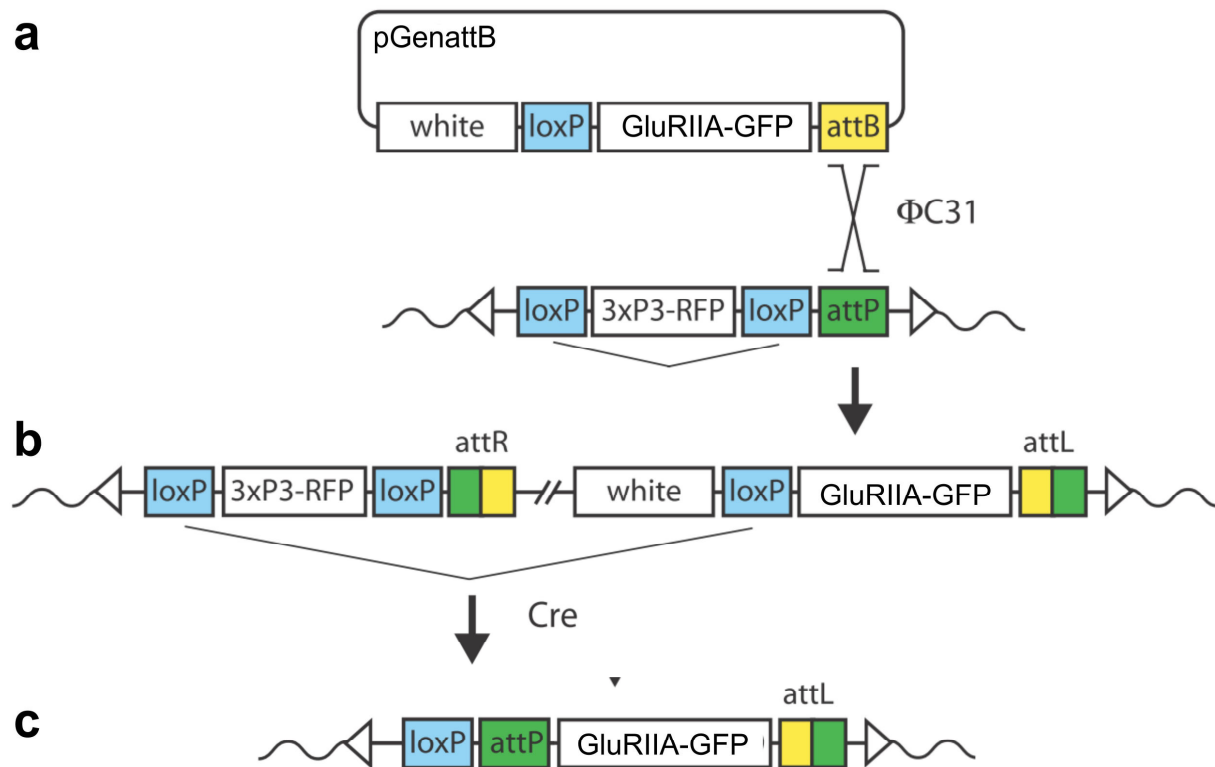 a
pGenattB
white loxP GluRIIA-GFP attB
ΦC31
loxP 3xP3-RFP loxP attP
b
attR attL
loxP 3xP3-RFP loxP white loxP GluRIIA-GFP
Cre
attL
c
loxP attP GluRIIA-GFP